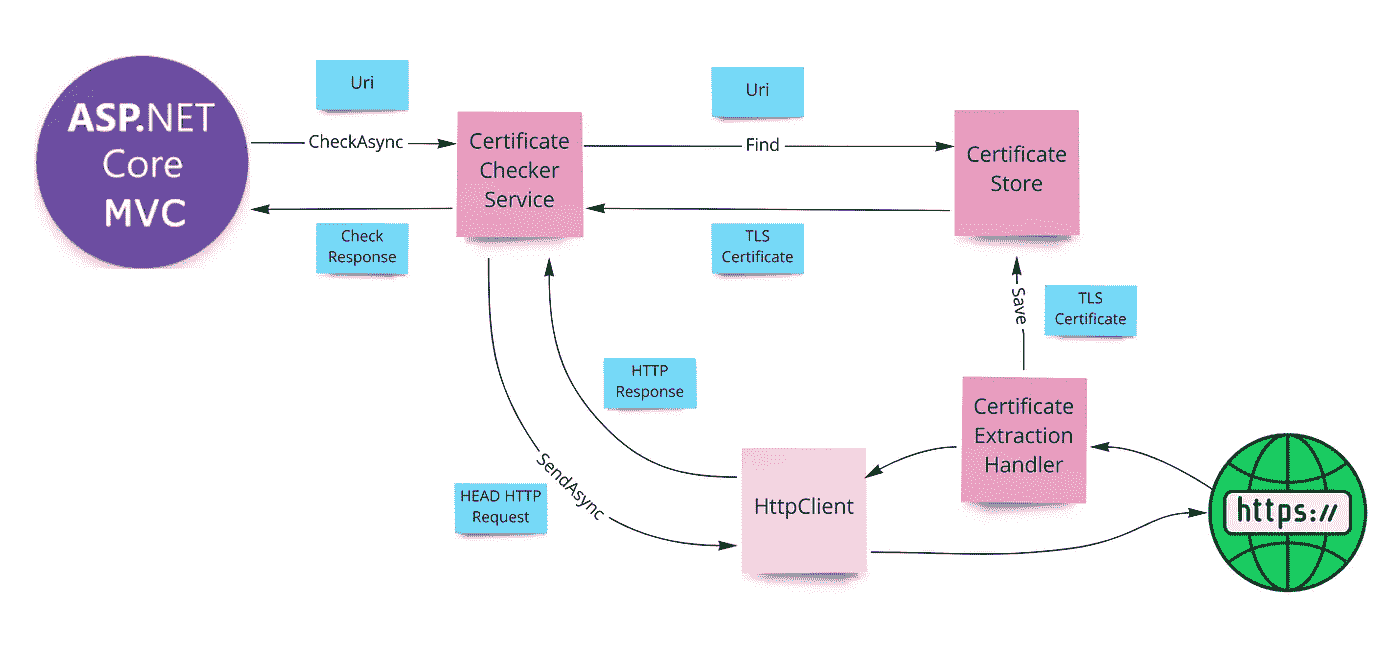 ASP.NET
Core
MVC
Uri
CheckAsync
Check
Response
Certificate
Checker
Service
Uri
Find
TLS
Certificate
Certificate
Store
Save
TLS
Certificate
HTTP
Response
SendAsync
HEAD HTTP
Request
HttpClient
Certificate
Extraction
Handler
https://